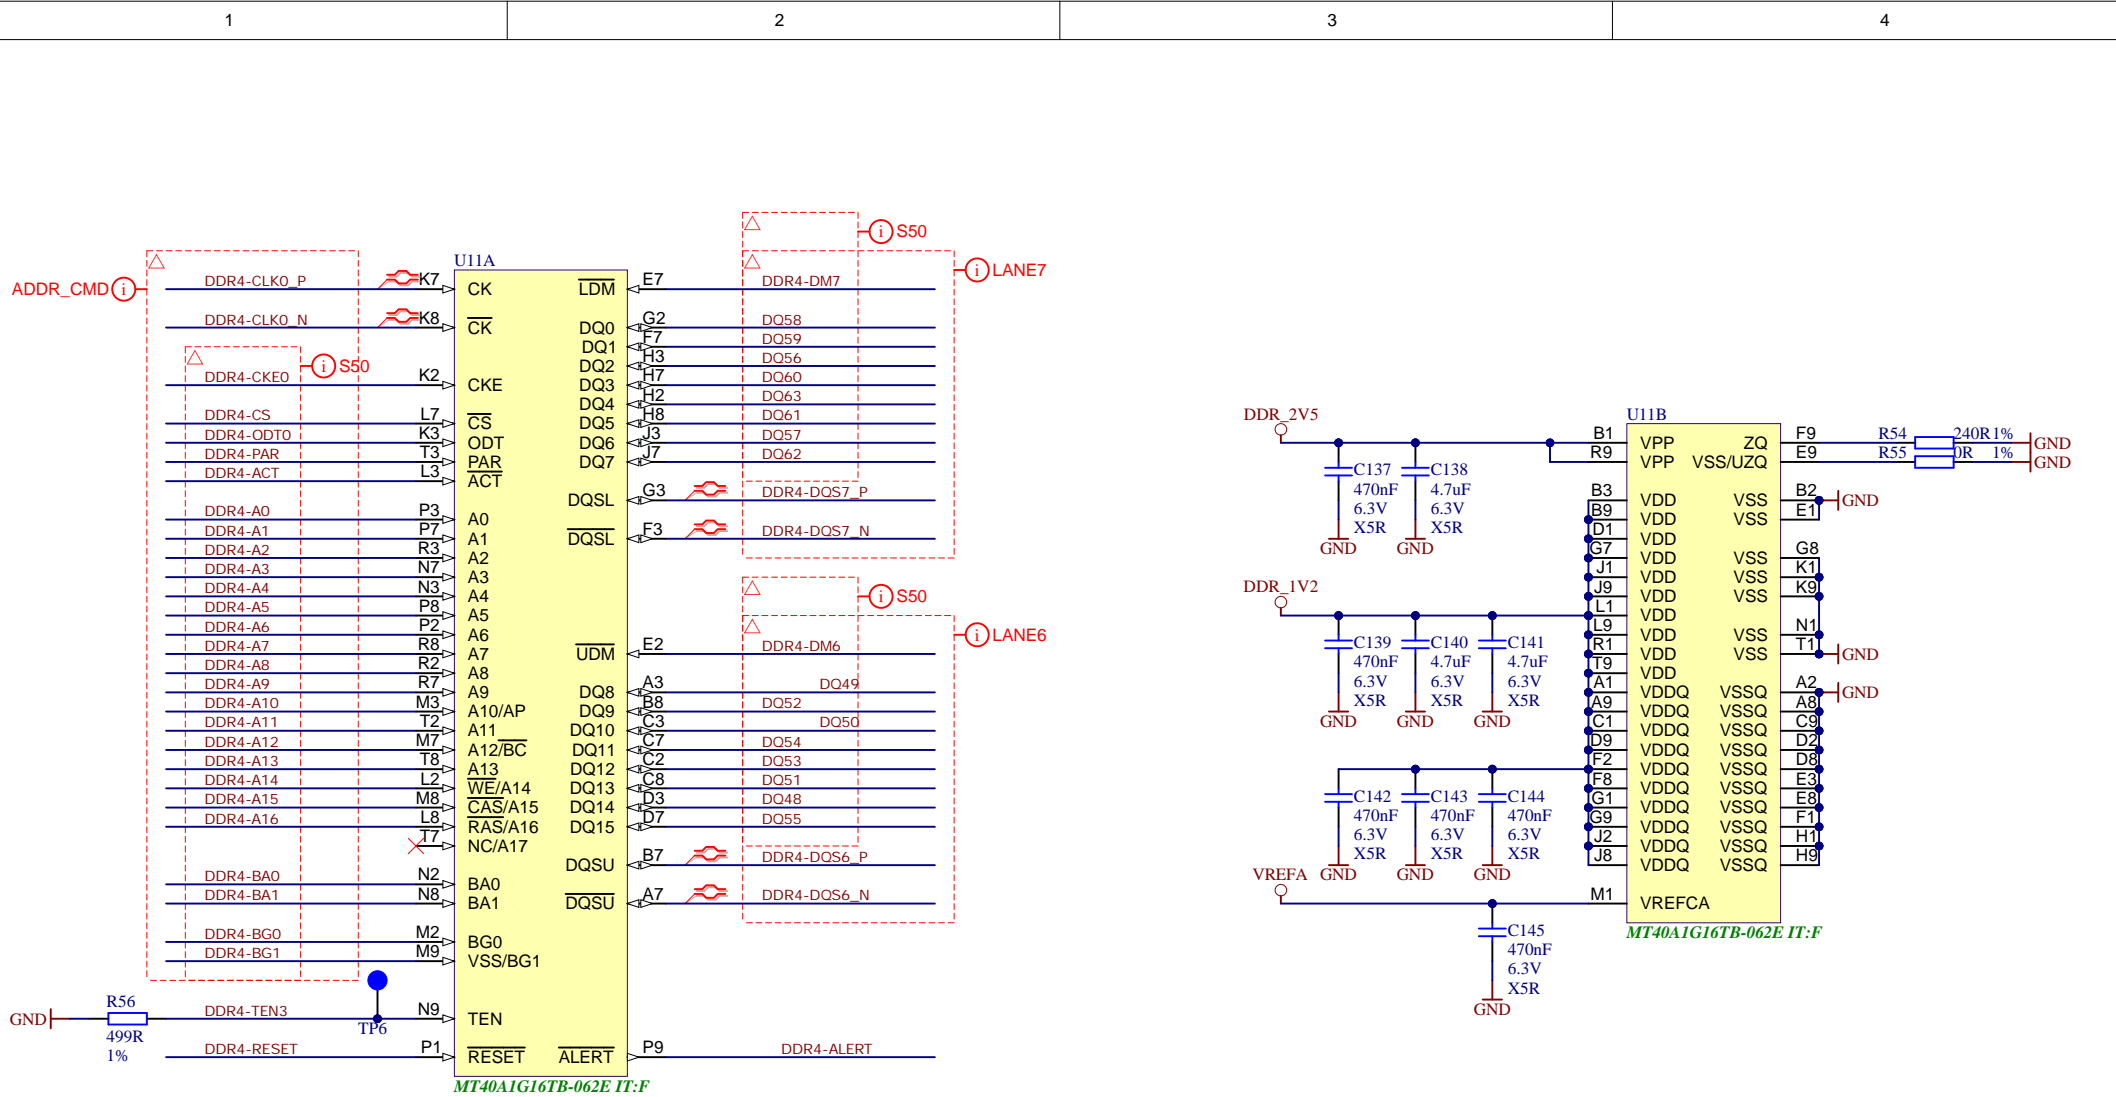 1 2 3 4
ADDR_CMD i
S50
LANE7
U11A
DDR4-CLK0_P K7 CK
DDR4-CLK0_N K8 CK
S50
DDR4-CKE0 K2 CKE
DDR4-CS L7 CS
DDR4-ODT0 K3 ODT
DDR4-PAR T3 PAR
DDR4-ACT L3 ACT
DDR4-A0 P3 A0
DDR4-A1 P7 A1
DDR4-A2 R3 A2
DDR4-A3 N7 A3
DDR4-A4 N3 A4
DDR4-A5 P8 A5
DDR4-A6 P2 A6
DDR4-A7 R8 A7
DDR4-A8 R2 A8
DDR4-A9 R7 A9
DDR4-A10 M3 A10/AP
DDR4-A11 T2 A11
DDR4-A12 M7 A12/BC
DDR4-A13 T8 A13
DDR4-A14 L2 WE/A14
DDR4-A15 M8 CAS/A15
DDR4-A16 L8 RAS/A16
T7 NC/A17
DDR4-BA0 N2 BA0
DDR4-BA1 N8 BA1
DDR4-BG0 M2 BG0
DDR4-BG1 M9 VSS/BG1
GND R56 499R 1% DDR4-TEN3 TP6 N9 TEN
DDR4-RESET P1 RESET
LDM E7 DDR4-DM7
DQ0 G2 DQ58
DQ1 F7 DQ59
DQ2 H3 DQ56
DQ3 H7 DQ60
DQ4 H2 DQ63
DQ5 H8 DQ61
DQ6 J3 DQ57
DQ7 J7 DQ62
DQSL G3 DDR4-DQS7_P
DQSL F3 DDR4-DQS7_N
i S50
i LANE6
UDM E2 DDR4-DM6
DQ8 A3 DQ49
DQ9 B8 DQ52
DQ10 C3 DQ50
DQ11 C7 DQ54
DQ12 C2 DQ53
DQ13 C8 DQ51
DQ14 D3 DQ48
DQ15 D7 DQ55
DQSU B7 DDR4-DQS6_P
DQSU A7 DDR4-DQS6_N
ALERT P9 DDR4-ALERT
MT40A1G16TB-062E IT:F
DDR_2V5
C137 470nF 6.3V X5R GND
C138 4.7uF 6.3V X5R GND
DDR_1V2
C139 470nF 6.3V X5R GND
C140 4.7uF 6.3V X5R GND
C141 4.7uF 6.3V X5R GND
C142 470nF 6.3V X5R GND
C143 470nF 6.3V X5R GND
C144 470nF 6.3V X5R GND
VREFA
C145 470nF 6.3V X5R GND
U11B
B1 VPP ZQ F9 R54 240R 1% GND
R9 VPP VSS/UZQ E9 R55 0R 1% GND
B3 VDD VSS B2 GND
B9 VDD VSS E1
D1 VDD
G7 VDD VSS G8
J1 VDD VSS K1
J9 VDD VSS K9
L1 VDD
L9 VDD VSS N1
R1 VDD VSS T1 GND
T9 VDD
A1 VDDQ VSSQ A2 GND
A9 VDDQ VSSQ A8
C1 VDDQ VSSQ C9
D9 VDDQ VSSQ D2
F2 VDDQ VSSQ D8
F8 VDDQ VSSQ E3
G1 VDDQ VSSQ E8
G9 VDDQ VSSQ F1
J2 VDDQ VSSQ H1
J8 VDDQ VSSQ H9
M1 VREFCA
MT40A1G16TB-062E IT:F